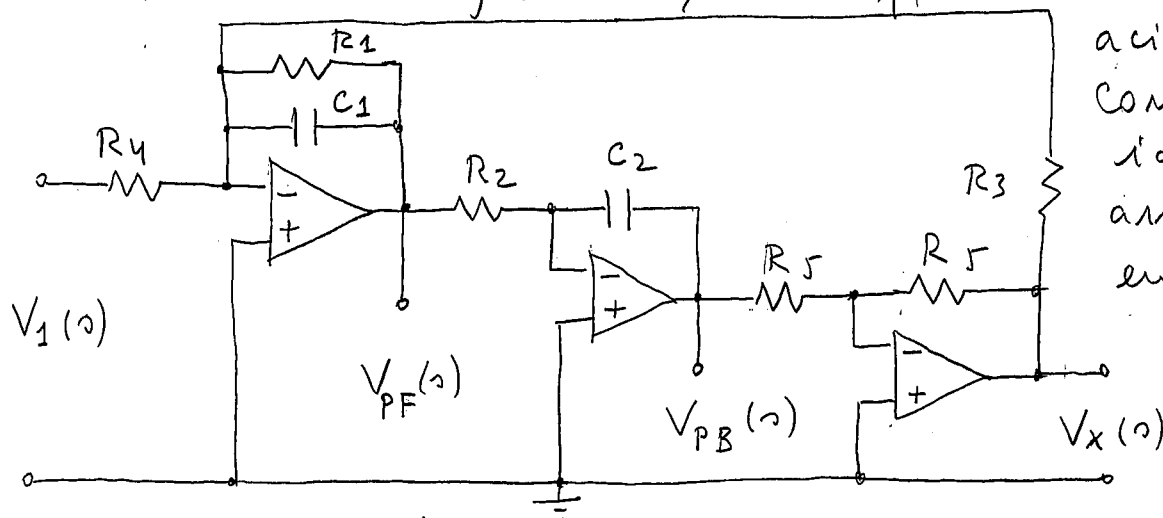 R1
C1
R4
R2
C2
R3
R5
R5
V1(s)
VPF(s)
VPB(s)
VX(s)
-
+
-
+
-
+